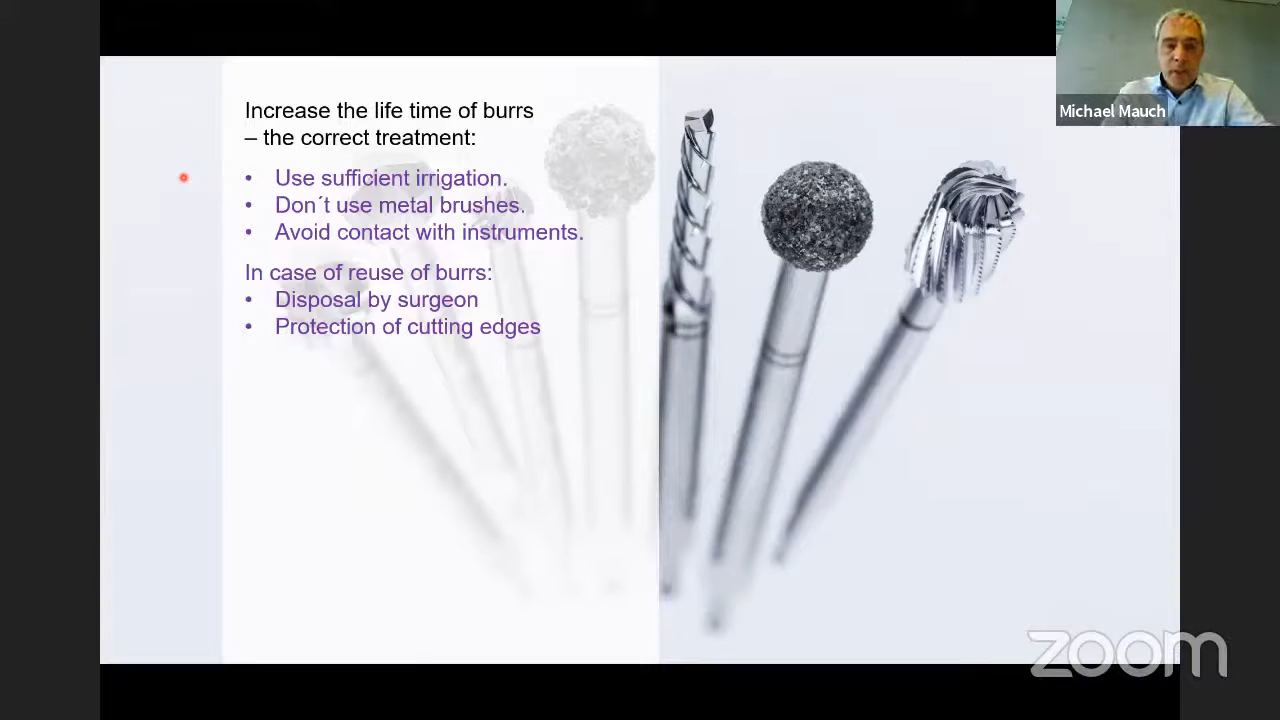 Michael Mauch
Increase the life time of burrs
– the correct treatment:
• Use sufficient irrigation.
• Don´t use metal brushes.
• Avoid contact with instruments.
In case of reuse of burrs:
• Disposal by surgeon
• Protection of cutting edges
zoom